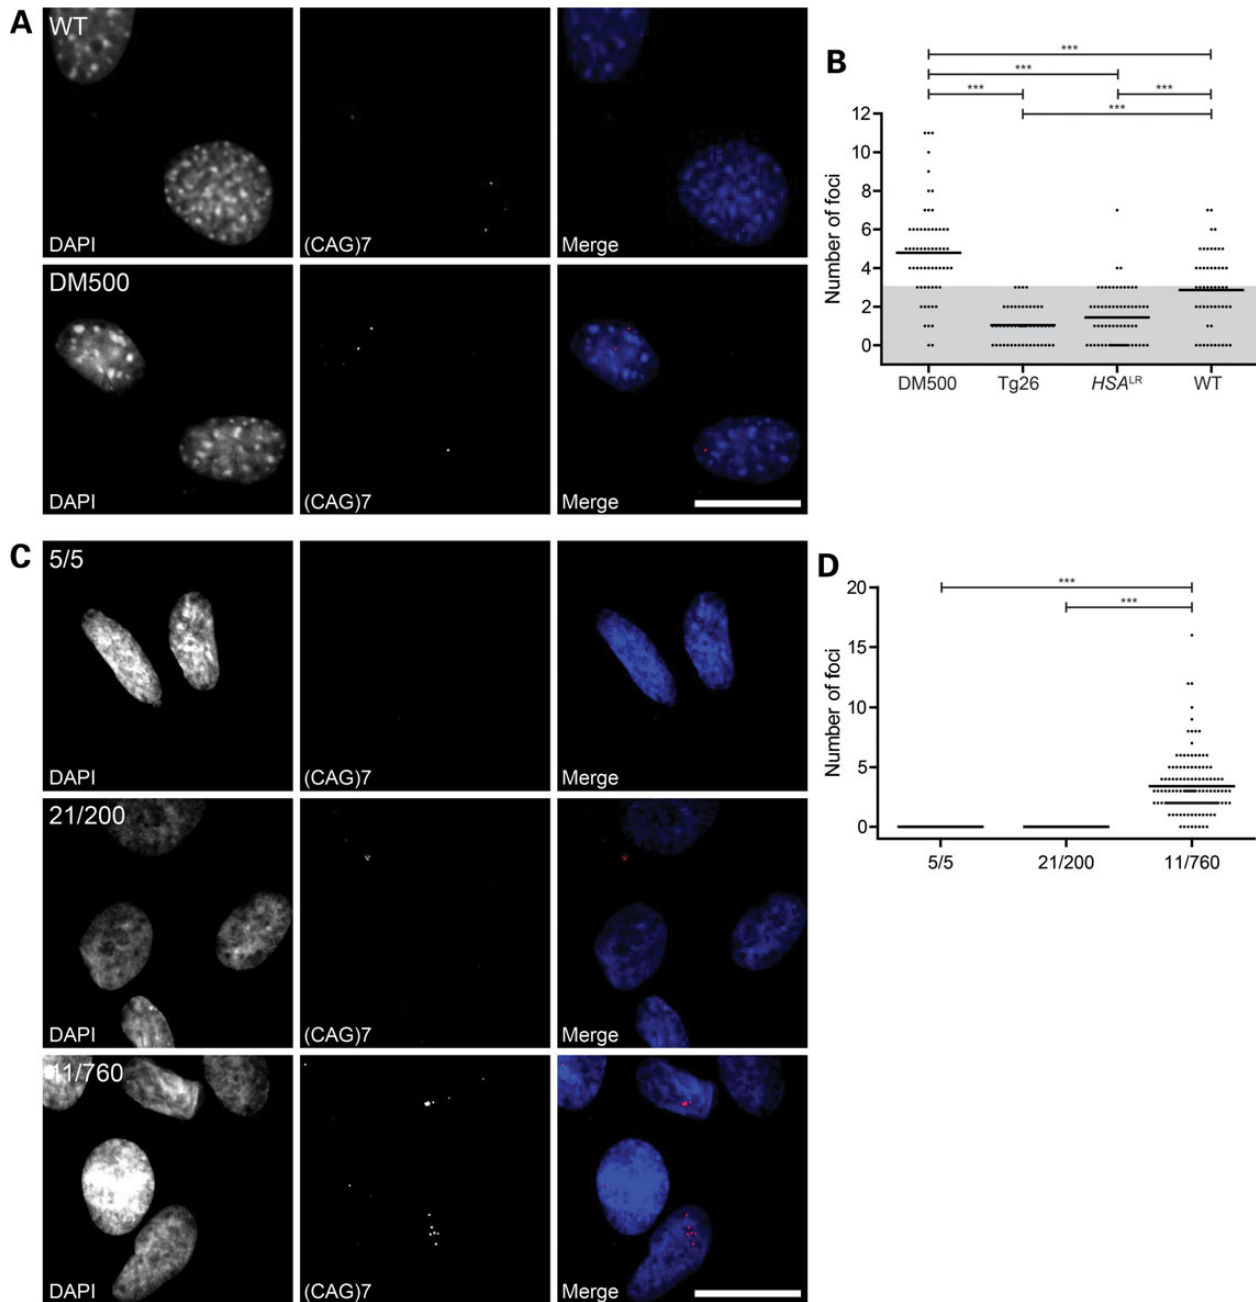 A
WT
DAPI
(CAG)7
Merge
DM500
DAPI
(CAG)7
Merge
B
***
***
***
***
***
Number of foci
12
10
8
6
4
2
0
DM500
Tg26
HSA^LR
WT
C
5/5
DAPI
(CAG)7
Merge
21/200
DAPI
(CAG)7
Merge
11/760
DAPI
(CAG)7
Merge
D
***
***
Number of foci
20
15
10
5
0
5/5
21/200
11/760